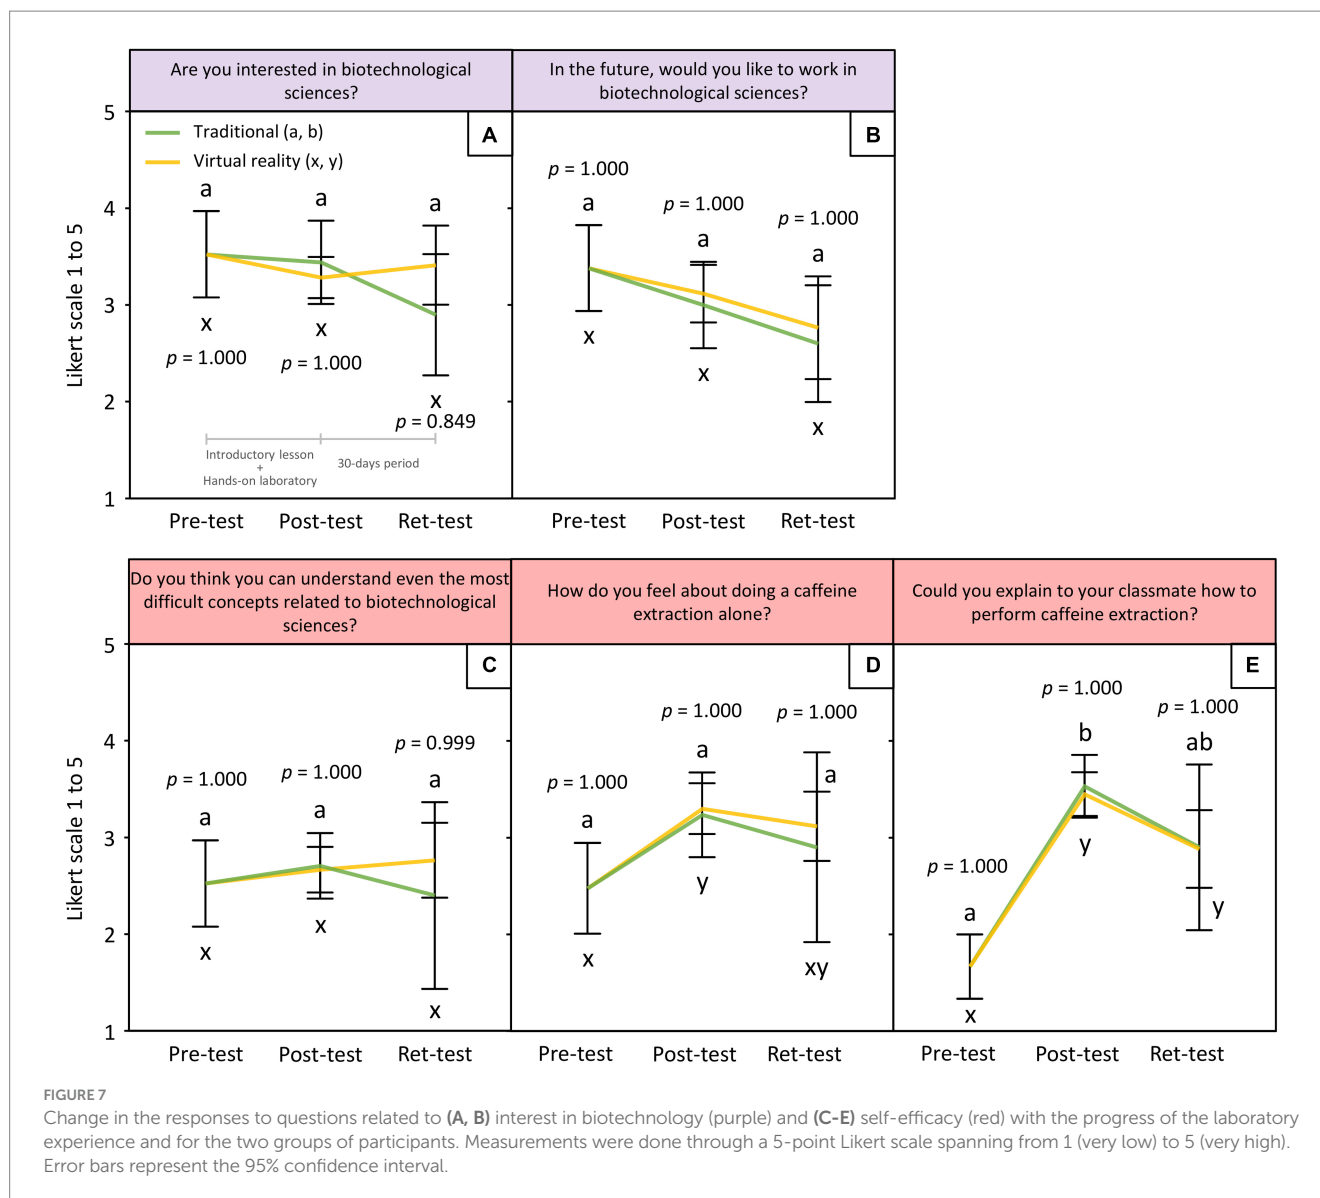 Are you interested in biotechnological
sciences?
In the future, would you like to work in
biotechnological sciences?
5
4
3
2
1
Likert scale 1 to 5
Traditional (a, b)
Virtual reality (x, y)
A
a
a
a
x
p = 1.000
x
p = 1.000
x
p = 0.849
Introductory lesson
+
Hands-on laboratory
30-days period
Pre-test
Post-test
Ret-test
B
p = 1.000
a
p = 1.000
a
p = 1.000
a
x
x
x
Pre-test
Post-test
Ret-test
Do you think you can understand even the most
difficult concepts related to biotechnological
sciences?
How do you feel about doing a caffeine
extraction alone?
Could you explain to your classmate how to
perform caffeine extraction?
5
4
3
2
1
Likert scale 1 to 5
C
p = 1.000
a
p = 1.000
a
p = 0.999
a
x
x
x
Pre-test
Post-test
Ret-test
D
p = 1.000
a
p = 1.000
a
p = 1.000
a
x
y
xy
Pre-test
Post-test
Ret-test
E
p = 1.000
a
p = 1.000
b
p = 1.000
ab
x
y
y
Pre-test
Post-test
Ret-test
FIGURE 7
Change in the responses to questions related to (A, B) interest in biotechnology (purple) and (C-E) self-efficacy (red) with the progress of the laboratory
experience and for the two groups of participants. Measurements were done through a 5-point Likert scale spanning from 1 (very low) to 5 (very high).
Error bars represent the 95% confidence interval.